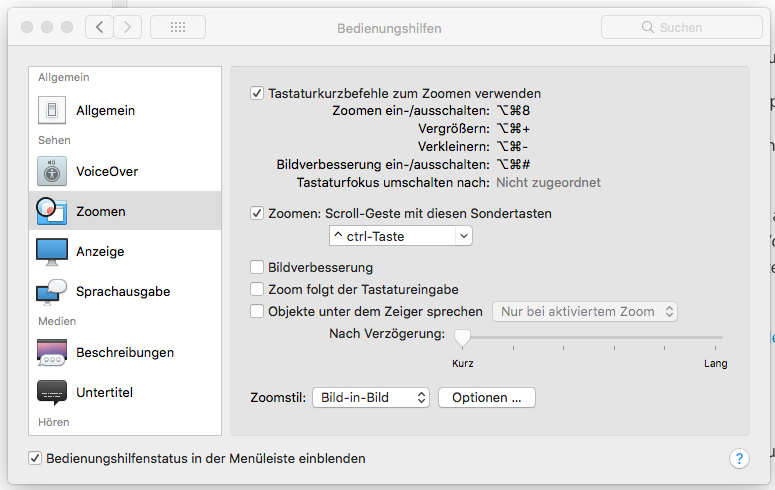 Bedienungshilfen
Suchen
Allgemein
Allgemein
Sehen
VoiceOver
Zoomen
Anzeige
Sprachausgabe
Medien
Beschreibungen
Untertitel
Hören
Tastaturkurzbefehle zum Zoomen verwenden
Zoomen ein-/ausschalten: ⌥⌘8
Vergrößern: ⌥⌘+
Verkleinern: ⌥⌘-
Bildverbesserung ein-/ausschalten: ⌥⌘#
Tastaturfokus umschalten nach: Nicht zugeordnet
Zoomen: Scroll-Geste mit diesen Sondertasten
^ ctrl-Taste
Bildverbesserung
Zoom folgt der Tastatureingabe
Objekte unter dem Zeiger sprechen Nur bei aktiviertem Zoom
Nach Verzögerung:
Kurz Lang
Zoomstil: Bild-in-Bild Optionen ...
Bedienungshilfenstatus in der Menüleiste einblenden ?